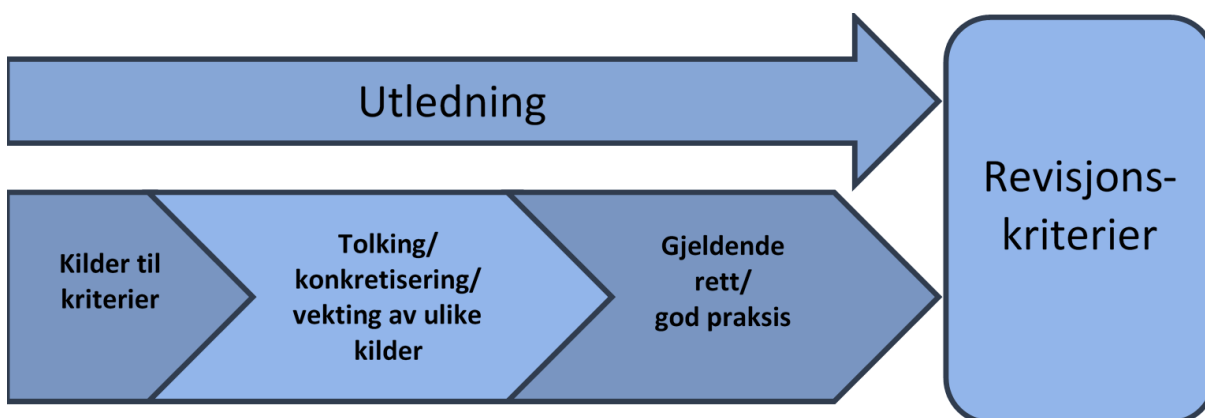 Utledning
Revisjons-
kriterier
Kilder til
kriterier
Tolking/
konkretisering/
vekting av ulike
kilder
Gjeldende
rett/
god praksis